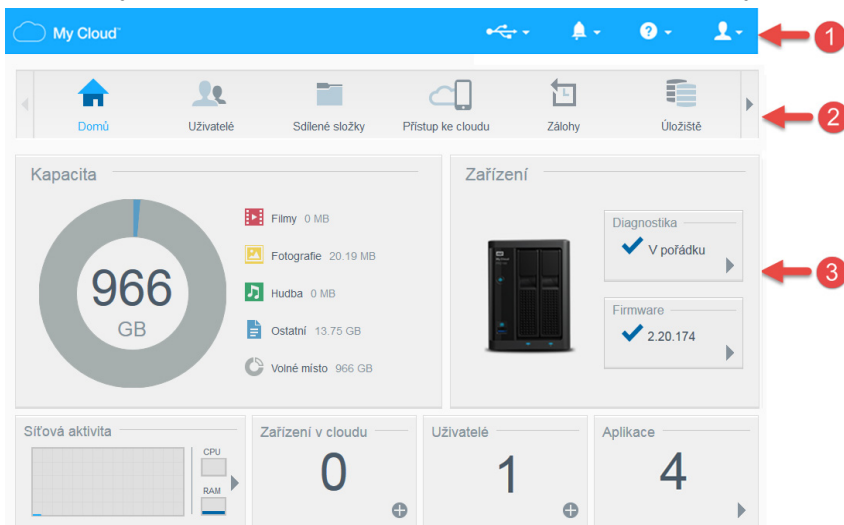 My Cloud
1
Domů
Uživatelé
Sdílené složky
Přístup ke cloudu
Zálohy
Úložiště
2
Kapacita
966
GB
Filmy 0 MB
Fotografie 20.19 MB
Hudba 0 MB
Ostatní 13.75 GB
Volné místo 966 GB
Zařízení
Diagnostika
V pořádku
Firmware
2.20.174
3
Síťová aktivita
CPU
RAM
Zařízení v cloudu
0
Uživatelé
1
Aplikace
4